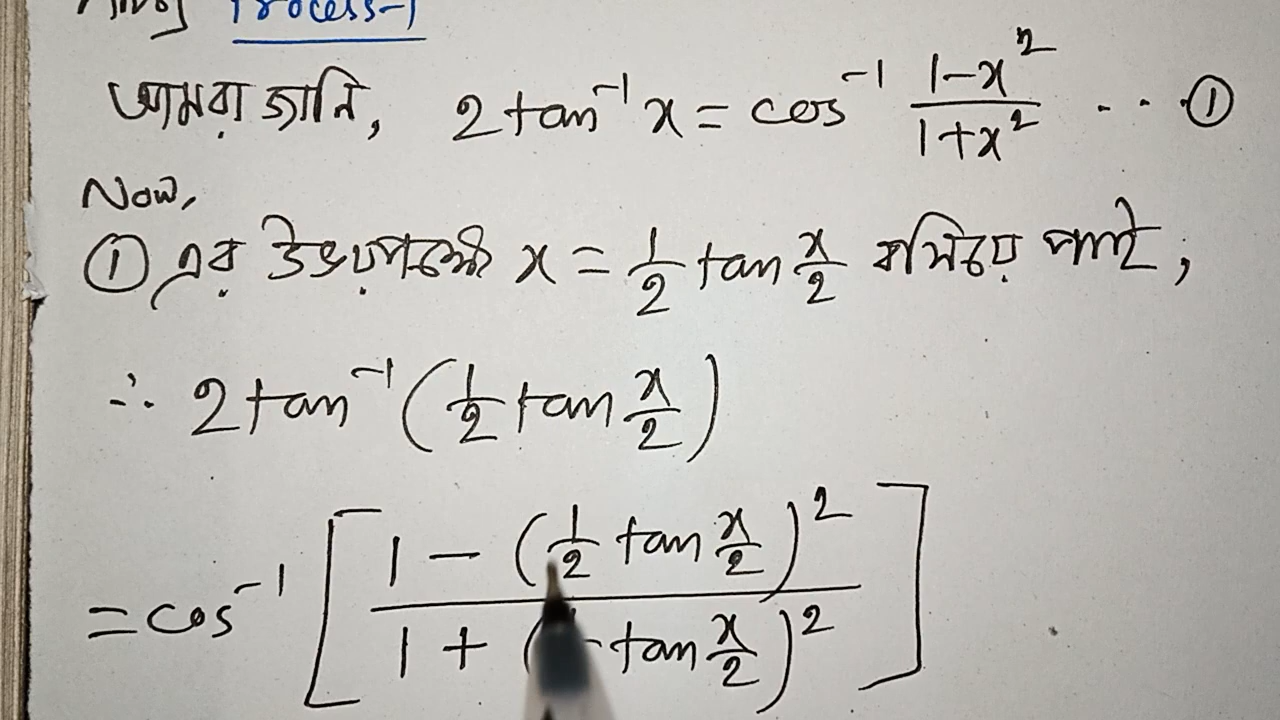 Process-1
আমরা জানি, 2 tan⁻¹ x = cos⁻¹ (1-x²)/(1+x²) ... ①
Now,
① এর উভয়পক্ষে x = 1/2 tan x/2 বসিয়ে পাই,
∴ 2 tan⁻¹ (1/2 tan x/2)
= cos⁻¹ [ (1 - (1/2 tan x/2)²) / (1 + ( tan x/2)²) ]